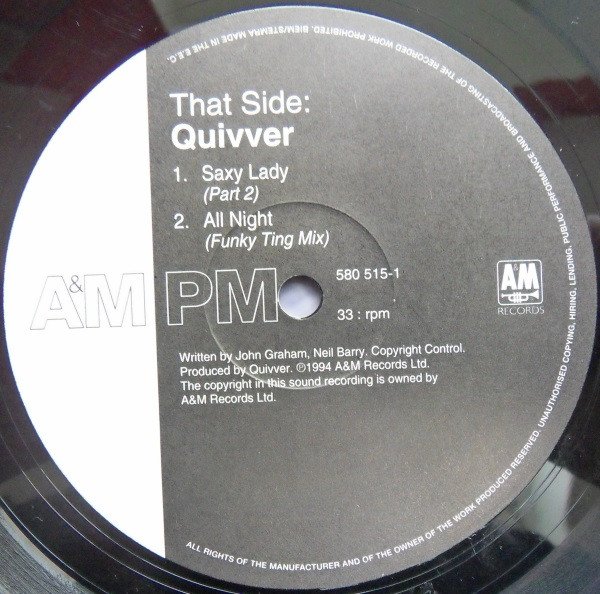 That Side:
Quivver
1. Saxy Lady
(Part 2)
2. All Night
(Funky Ting Mix)
A&M PM
580 515-1
33 : rpm
A&M
RECORDS
Written by John Graham, Neil Barry. Copyright Control.
Produced by Quivver. ℗1994 A&M Records Ltd.
The copyright in this sound recording is owned by
A&M Records Ltd.
ALL RIGHTS OF THE MANUFACTURER AND OF THE OWNER OF THE WORK PRODUCED RESERVED. UNAUTHORISED COPYING, HIRING, LENDING, PUBLIC PERFORMANCE AND BROADCASTING OF THE RECORDED WORK PROHIBITED. BIEM/STEMRA MADE IN THE E.E.C.